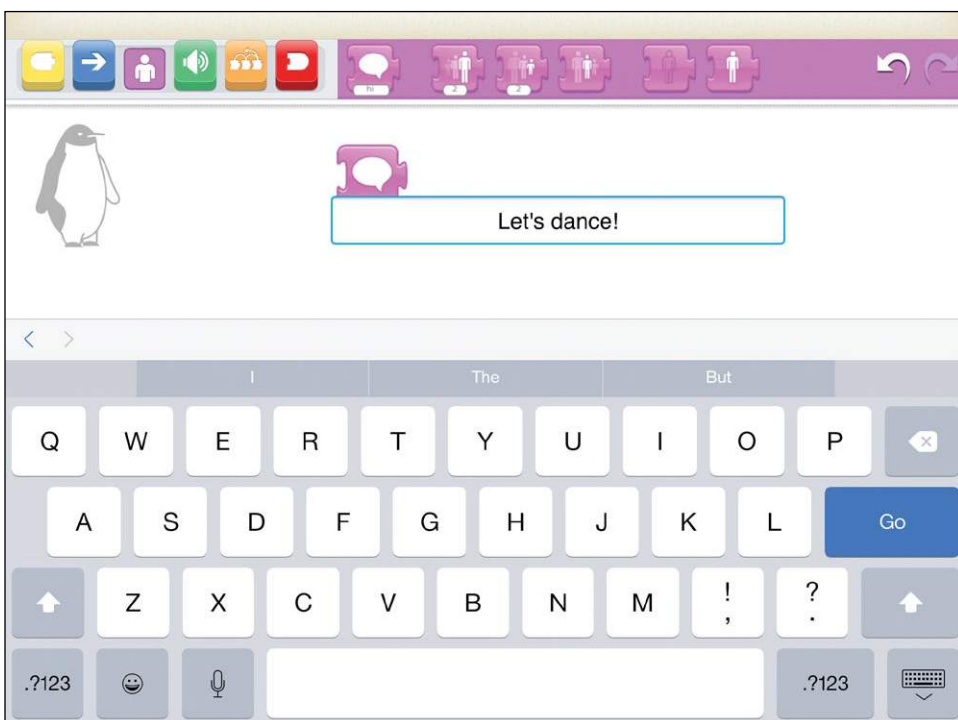 hi
2
2
Let's dance!
I The But
Q W E R T Y U I O P
A S D F G H J K L Go
Z X C V B N M ! , ? .
.?123 .?123